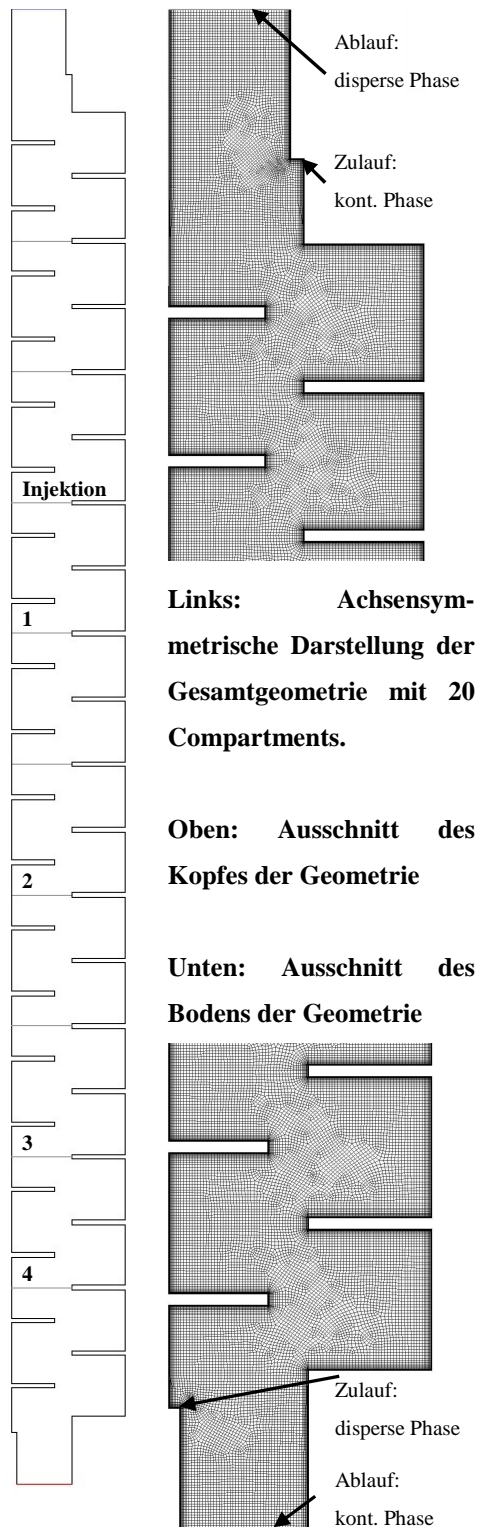 Ablauf:
disperse Phase
Zulauf:
kont. Phase
Injektion
1
2
3
4
Links: Achsensym-
metrische Darstellung der
Gesamtgeometrie mit 20
Compartments.
Oben: Ausschnitt des
Kopfes der Geometrie
Unten: Ausschnitt des
Bodens der Geometrie
Zulauf:
disperse Phase
Ablauf:
kont. Phase